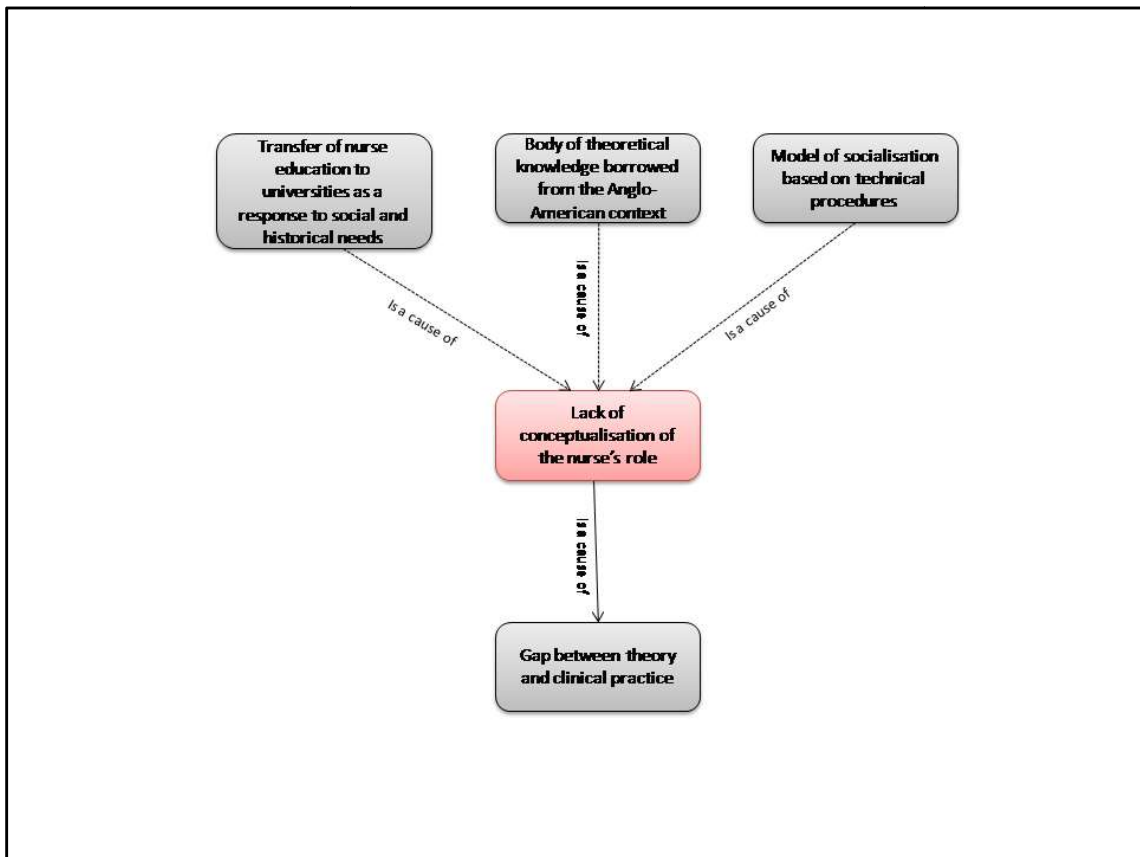 Transfer of nurse
education to
universities as a
response to social and
historical needs
Body of theoretical
knowledge borrowed
from the Anglo-
American context
Model of socialisation
based on technical
procedures
Is a cause of
Is a cause of
Is a cause of
Lack of
conceptualisation of
the nurse's role
Is a cause of
Gap between theory
and clinical practice